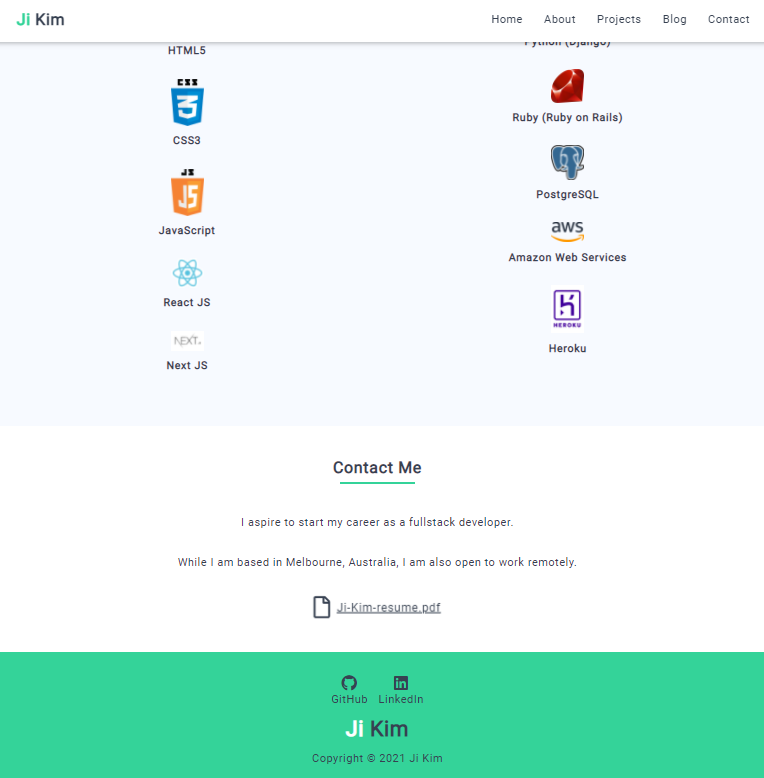 Ji Kim
Home About Projects Blog Contact
HTML5
CSS
3
CSS3
JS
JS
JavaScript
React JS
NEXT.
Next JS
Python (Django)
Ruby (Ruby on Rails)
PostgreSQL
aws
Amazon Web Services
HEROKU
Heroku
Contact Me
I aspire to start my career as a fullstack developer.
While I am based in Melbourne, Australia, I am also open to work remotely.
Ji-Kim-resume.pdf
GitHub LinkedIn
Ji Kim
Copyright © 2021 Ji Kim